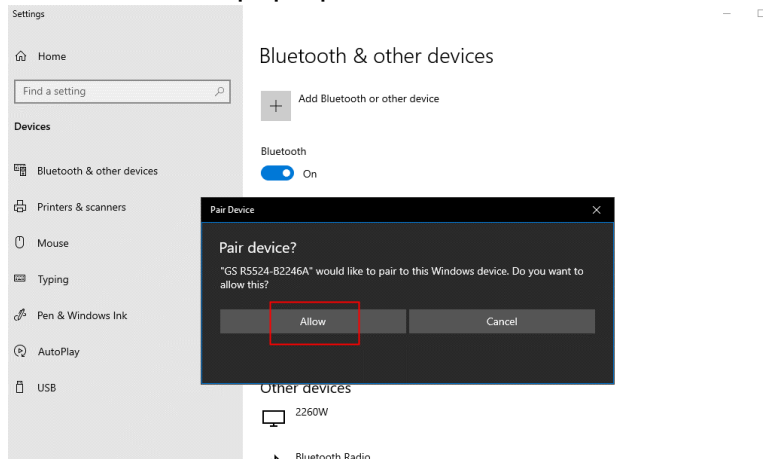 Settings
Home
Find a setting
Devices
Bluetooth & other devices
Printers & scanners
Mouse
Typing
Pen & Windows Ink
AutoPlay
USB
Bluetooth & other devices
Add Bluetooth or other device
Bluetooth
On
Pair Device
Pair device?
"GS R5524-B2246A" would like to pair to this Windows device. Do you want to
allow this?
Allow
Cancel
Other devices
2260W
Bluetooth Radio